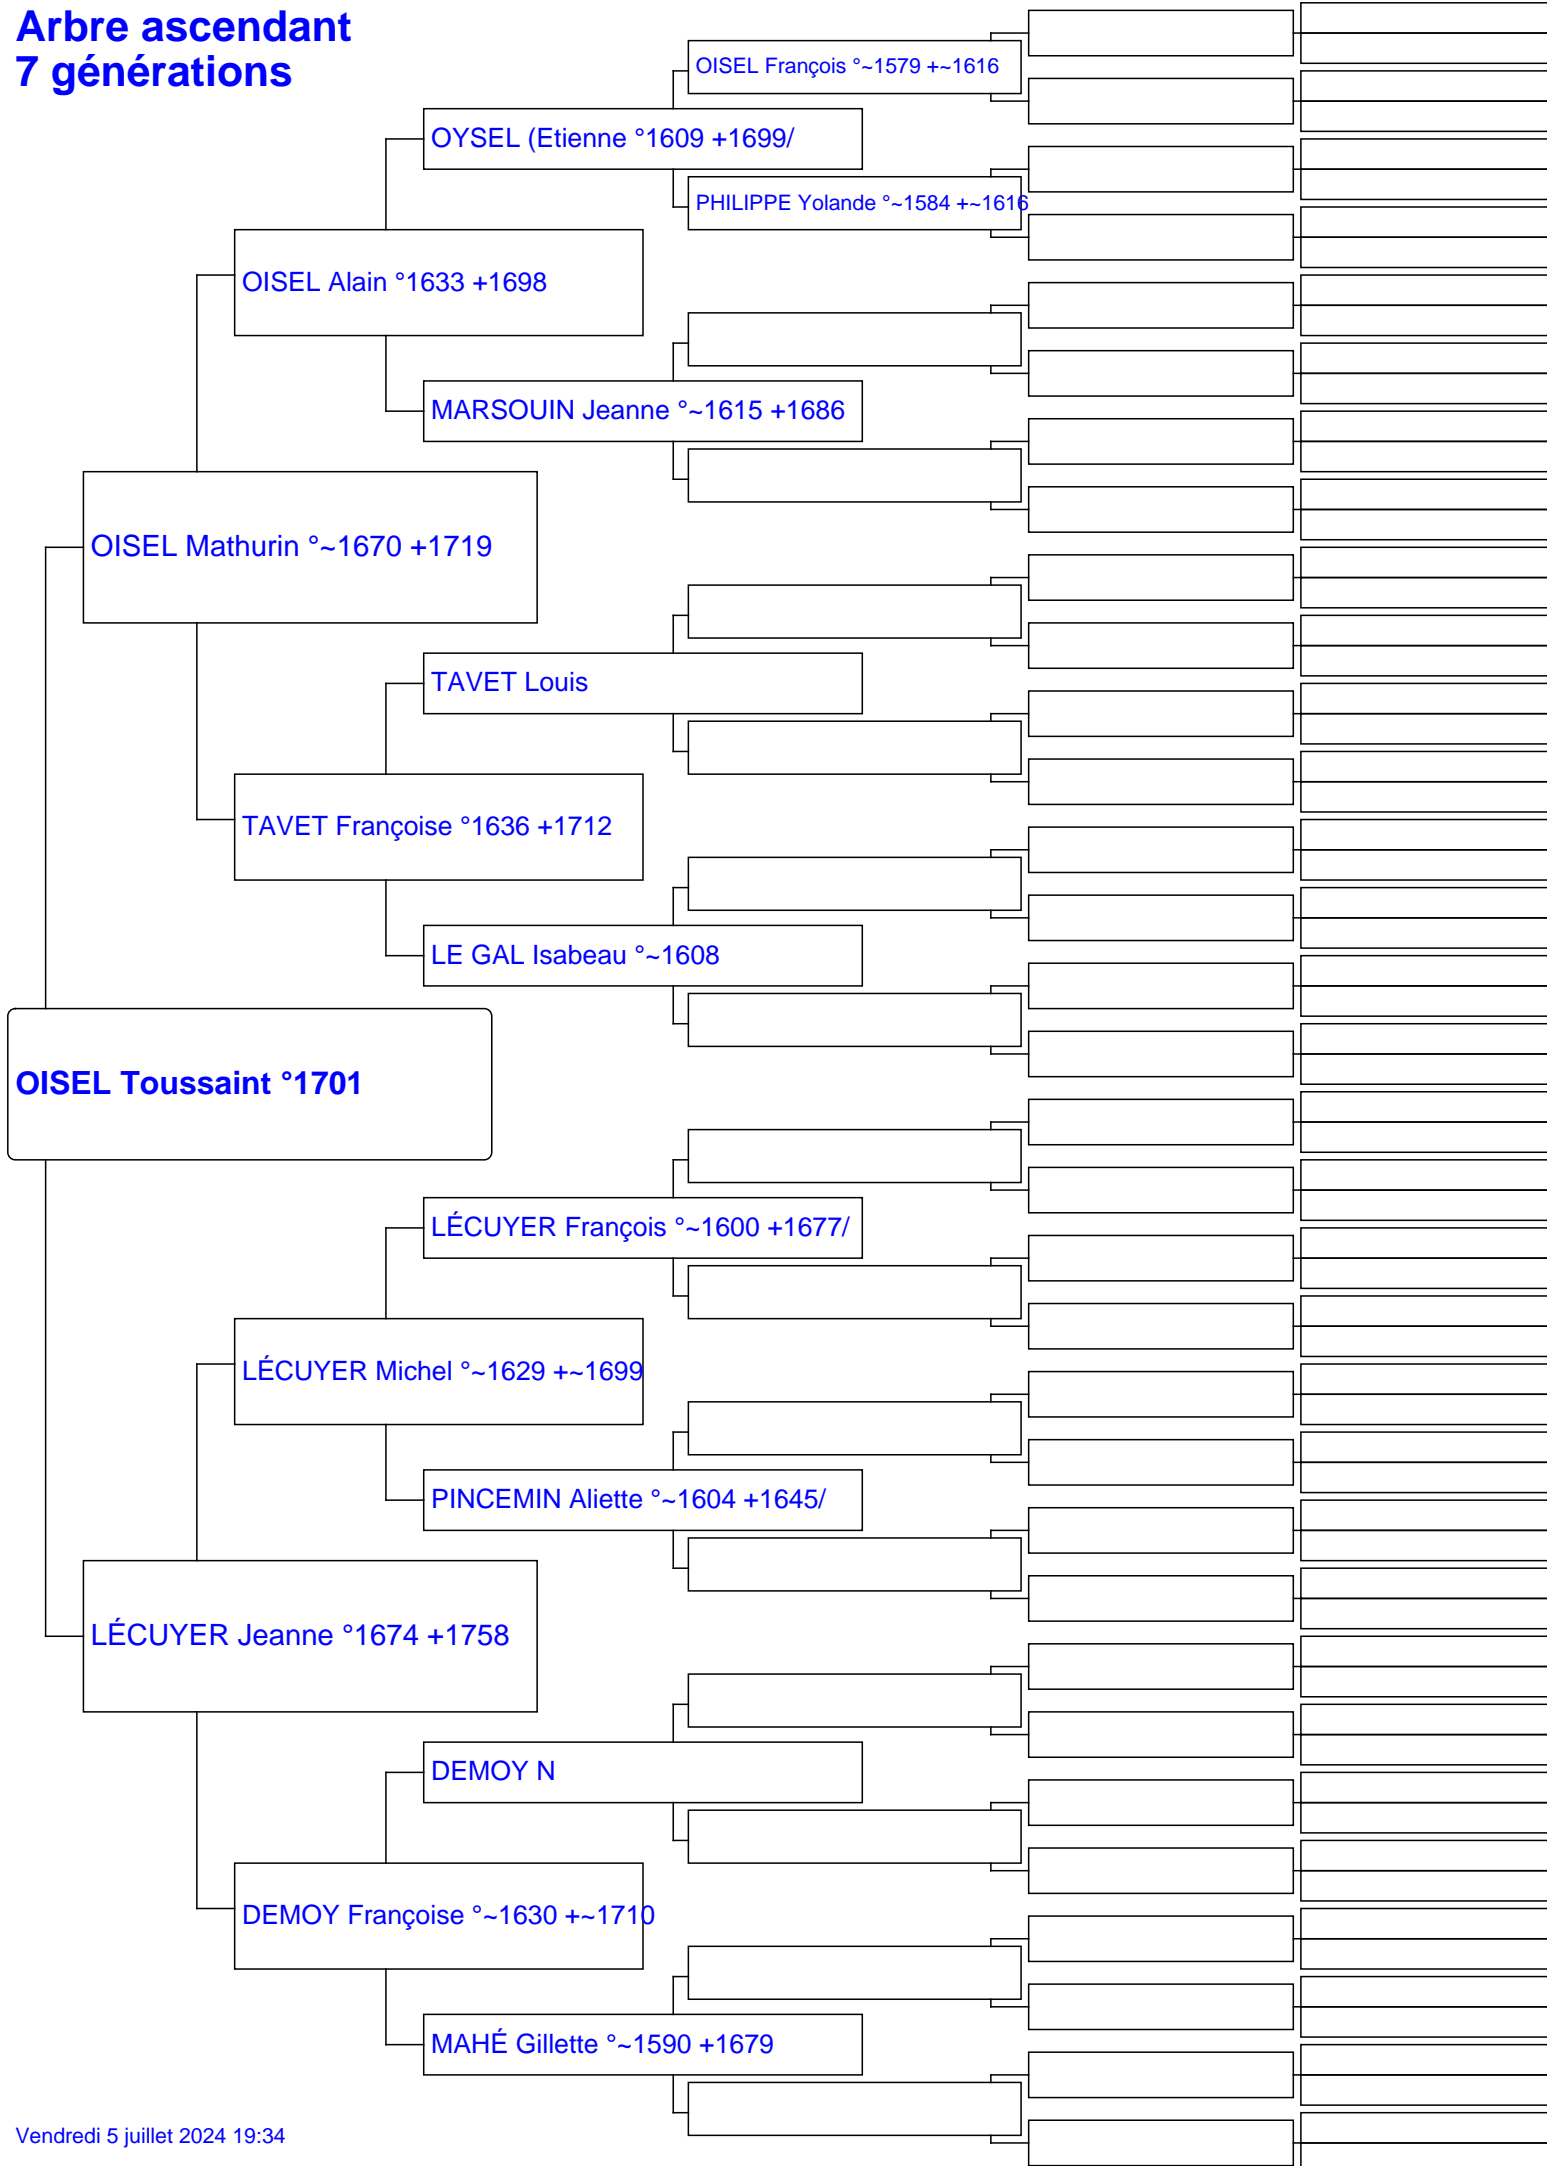 Arbre ascendant
7 générations
OISEL François °~1579 +~1616
OYSEL (Etienne °1609 +1699/
PHILIPPE Yolande °~1584 +~1616
OISEL Alain °1633 +1698
MARSOUIN Jeanne °~1615 +1686
OISEL Mathurin °~1670 +1719
TAVET Louis
TAVET Françoise °1636 +1712
LE GAL Isabeau °~1608
OISEL Toussaint °1701
LÉCUYER François °~1600 +1677/
LÉCUYER Michel °~1629 +~1699
PINCEMIN Aliette °~1604 +1645/
LÉCUYER Jeanne °1674 +1758
DEMOY N
DEMOY Françoise °~1630 +~1710
MAHÉ Gillette °~1590 +1679
Vendredi 5 juillet 2024 19:34